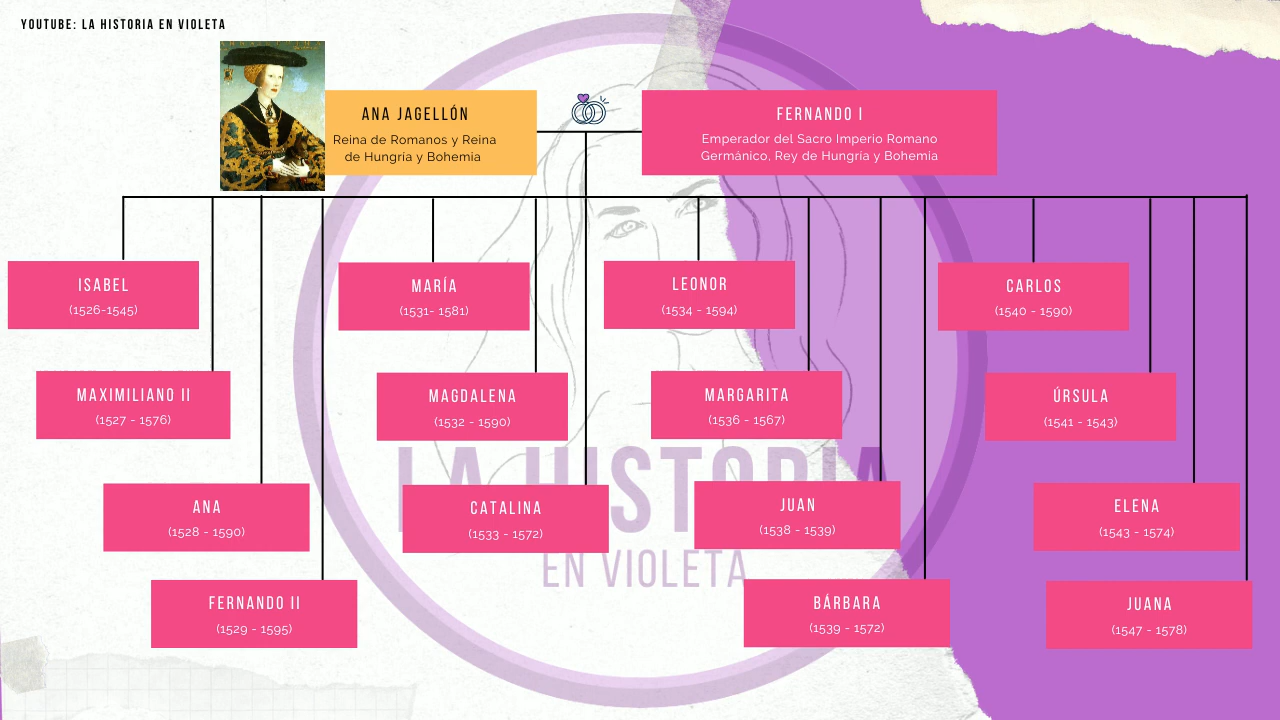 YOUTUBE: LA HISTORIA EN VIOLETA
ANA JAGELLÓN
Reina de Romanos y Reina
de Hungría y Bohemia
FERNANDO I
Emperador del Sacro Imperio Romano
Germánico, Rey de Hungria y Bohemia
ISABEL
(1526-1545)
MARÍA
(1531- 1581)
LEONOR
(1534 - 1594)
CARLOS
(1540 - 1590)
MAXIMILIANO II
(1527 - 1576)
MAGDALENA
(1532 - 1590)
MARGARITA
(1536 - 1567)
ÚRSULA
(1541 - 1543)
LA HISTORIA
EN VIOLETA
ANA
(1528 - 1590)
CATALINA
(1533 - 1572)
JUAN
(1538 - 1539)
ELENA
(1543 - 1574)
FERNANDO II
(1529 - 1595)
BÁRBARA
(1539 - 1572)
JUANA
(1547 - 1578)